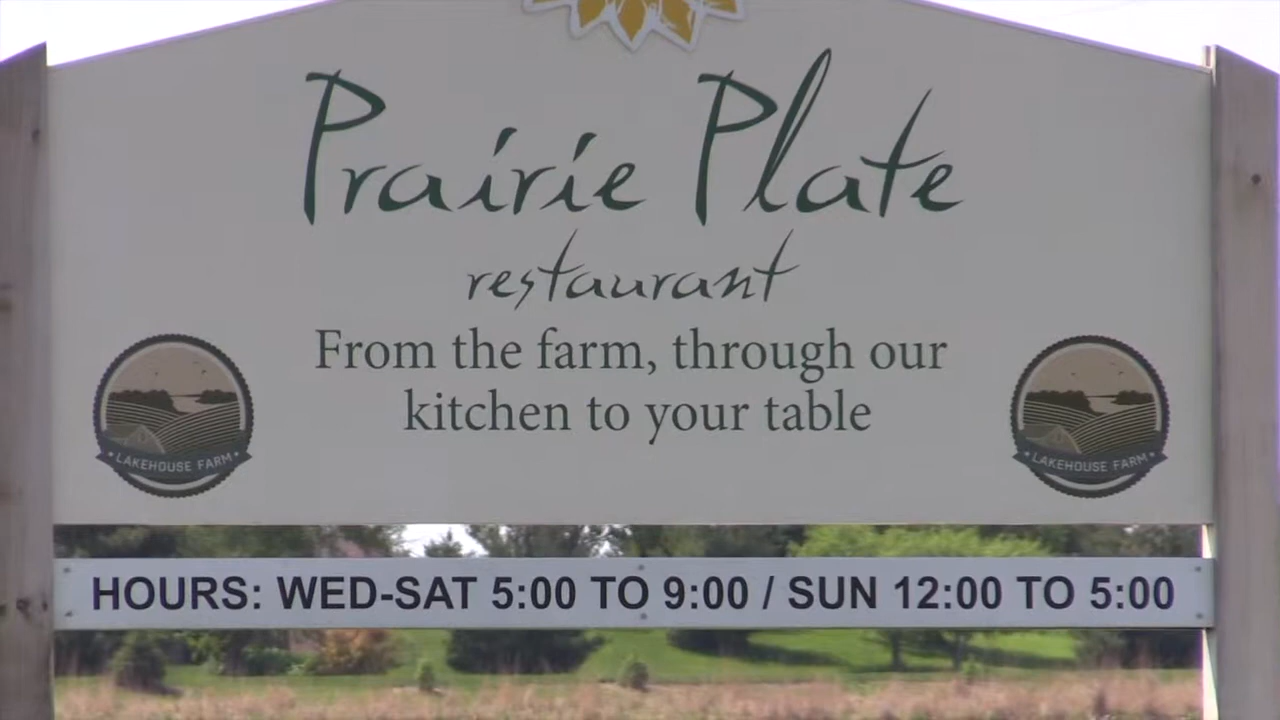 Prairie Plate
restaurant
From the farm, through our
kitchen to your table
LAKEHOUSE FARM
LAKEHOUSE FARM
HOURS: WED-SAT 5:00 TO 9:00 / SUN 12:00 TO 5:00